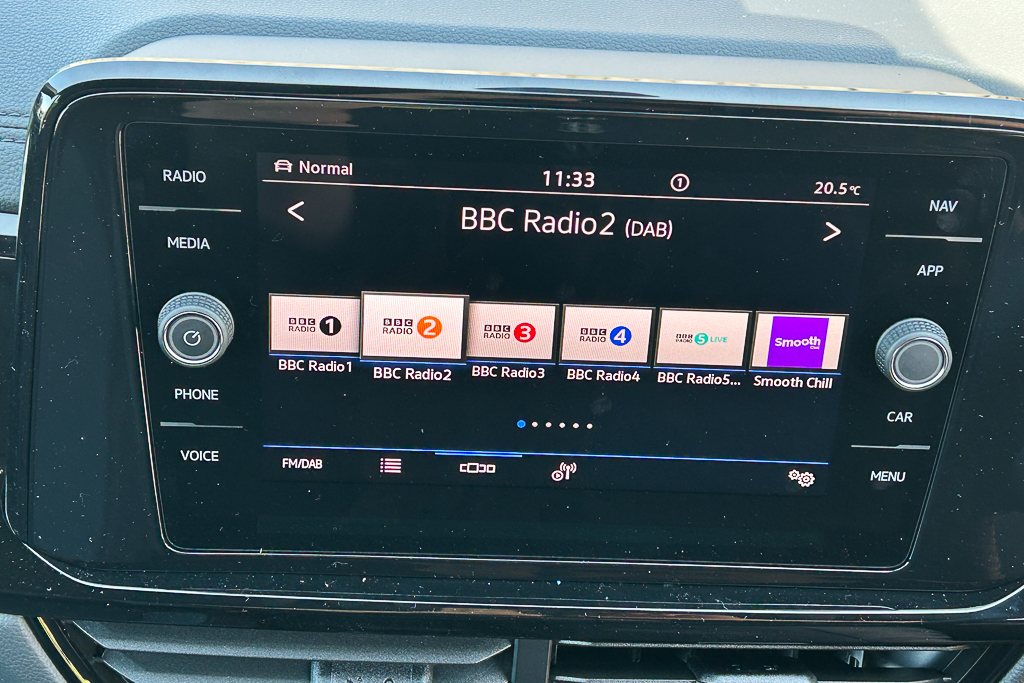 RADIO
MEDIA
PHONE
VOICE
Normal
11:33
1
20.5°C
<
BBC Radio2 (DAB)
>
BBC RADIO 1
BBC RADIO 2
BBC RADIO 3
BBC RADIO 4
BBC RADIO 5 LIVE
Smooth Chill
BBC Radio1
BBC Radio2
BBC Radio3
BBC Radio4
BBC Radio5...
Smooth Chill
FM/DAB
NAV
APP
CAR
MENU